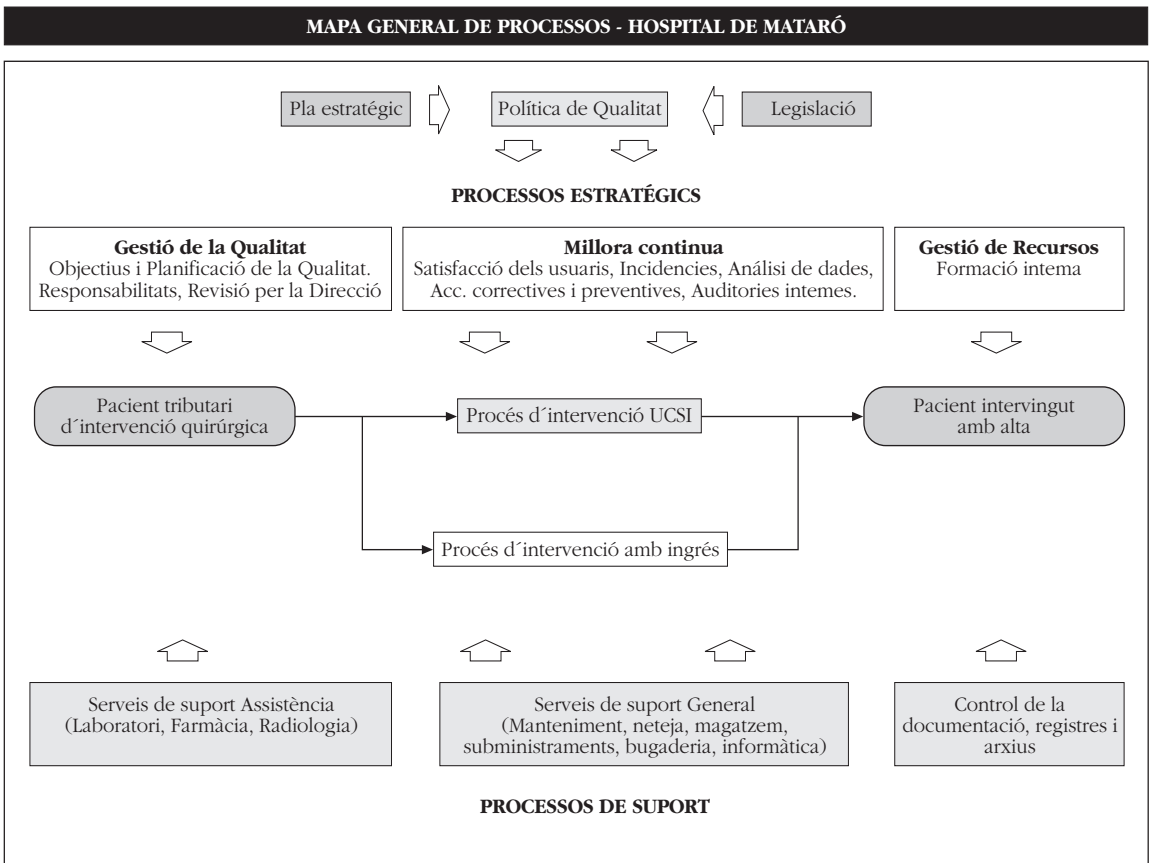 MAPA GENERAL DE PROCESSOS - HOSPITAL DE MATARÓ
Pla estratégic
Política de Qualitat
Legislació
PROCESSOS ESTRATÉGICS
Gestió de la Qualitat
Objectius i Planificació de la Qualitat.
Responsabilitats, Revisió per la Direcció
Millora continua
Satisfacció dels usuaris, Incidencies, Análisi de dades,
Acc. correctives i preventives, Auditories intemes.
Gestió de Recursos
Formació intema
Pacient tributari
d´intervenció quirúrgica
Procés d´intervenció UCSI
Pacient intervingut
amb alta
Procés d´intervenció amb ingrés
Serveis de suport Assistència
(Laboratori, Farmàcia, Radiologia)
Serveis de suport General
(Manteniment, neteja, magatzem,
subministraments, bugaderia, informàtica)
Control de la
documentació, registres i
arxius
PROCESSOS DE SUPORT